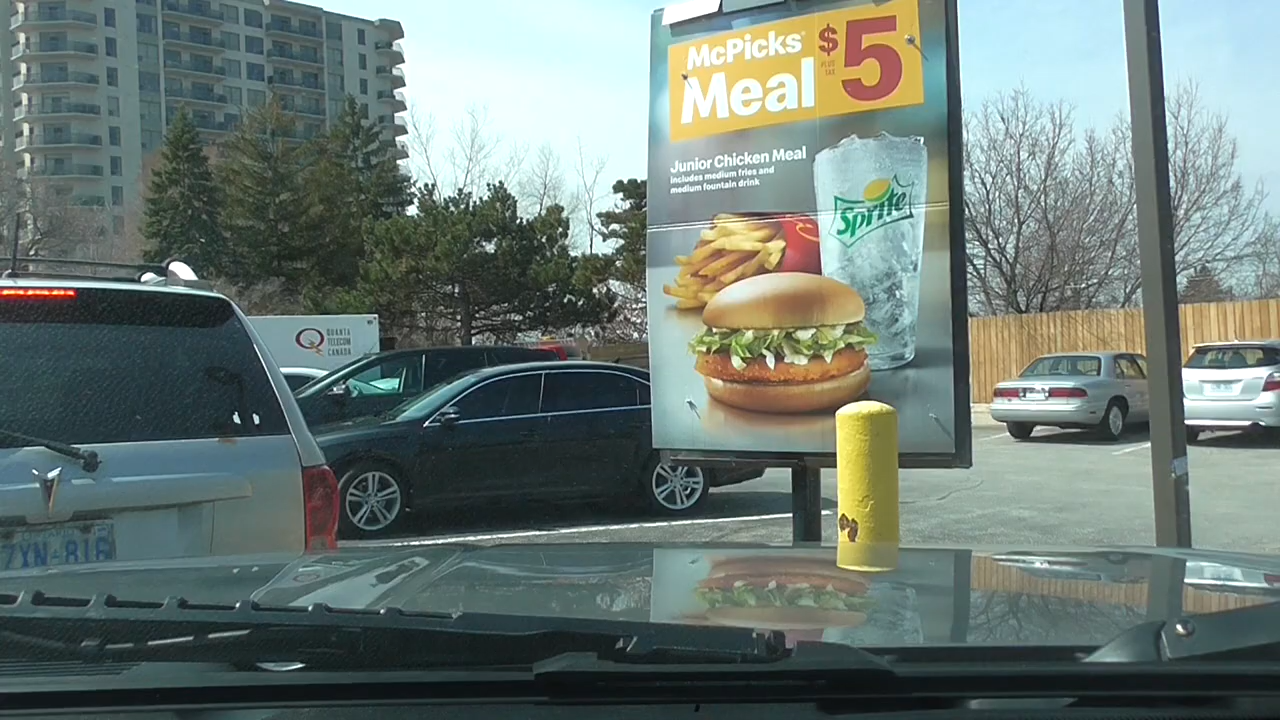 McPicks
Meal
$5
PLUS
TAX
Junior Chicken Meal
includes medium fries and
medium fountain drink
Sprite
QUANTA
TELECOM
CANADA
ZXN-816